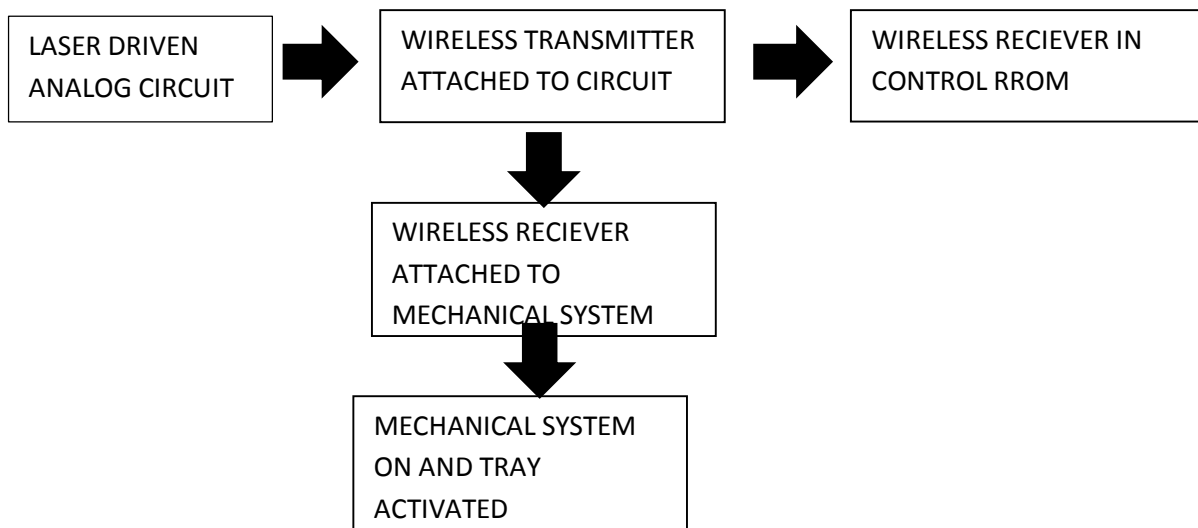 LASER DRIVEN
ANALOG CIRCUIT
WIRELESS TRANSMITTER
ATTACHED TO CIRCUIT
WIRELESS RECIEVER IN
CONTROL RROM
WIRELESS RECIEVER
ATTACHED TO
MECHANICAL SYSTEM
MECHANICAL SYSTEM
ON AND TRAY
ACTIVATED